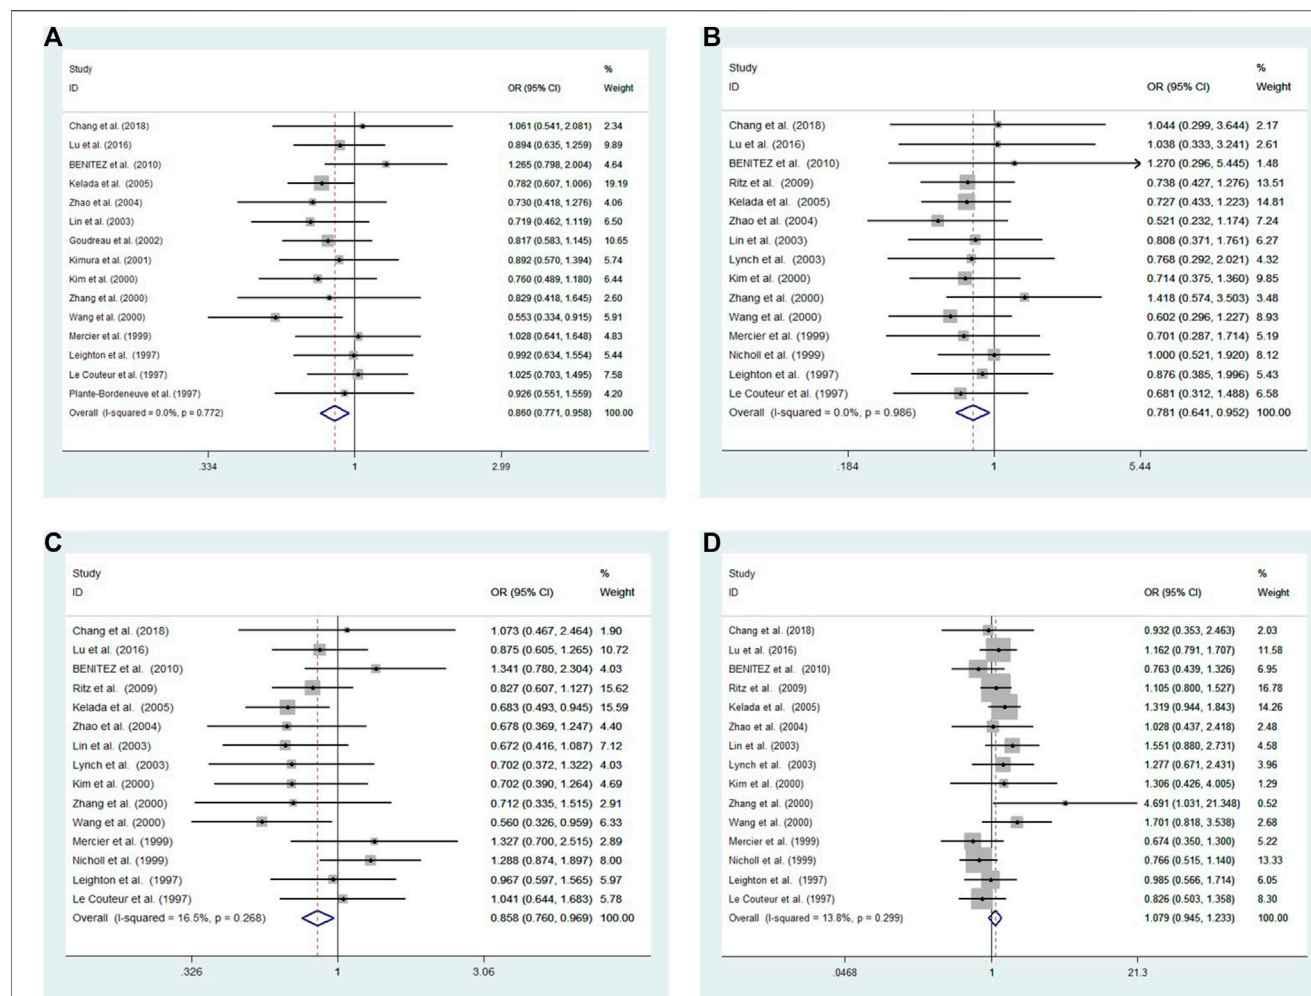 A
Study %
ID OR (95% CI) Weight
Chang et al. (2018) 1.061 (0.541, 2.081) 2.34
Lu et al. (2016) 0.894 (0.635, 1.259) 9.89
BENITEZ et al. (2010) 1.265 (0.798, 2.004) 4.64
Kelada et al. (2005) 0.782 (0.607, 1.006) 19.19
Zhao et al. (2004) 0.730 (0.418, 1.276) 4.06
Lin et al. (2003) 0.719 (0.462, 1.119) 6.50
Goudreau et al. (2002) 0.817 (0.583, 1.145) 10.65
Kimura et al. (2001) 0.892 (0.570, 1.394) 5.74
Kim et al. (2000) 0.760 (0.489, 1.180) 6.44
Zhang et al. (2000) 0.829 (0.418, 1.645) 2.60
Wang et al. (2000) 0.553 (0.334, 0.915) 5.91
Mercier et al. (1999) 1.028 (0.641, 1.648) 4.83
Leighton et al. (1997) 0.992 (0.634, 1.554) 5.44
Le Couteur et al. (1997) 1.025 (0.703, 1.495) 7.58
Plante-Bordeneuve et al. (1997) 0.926 (0.551, 1.559) 4.20
Overall (I-squared = 0.0%, p = 0.772) 0.860 (0.771, 0.958) 100.00
.334 1 2.99
B
Study %
ID OR (95% CI) Weight
Chang et al. (2018) 1.044 (0.299, 3.644) 2.17
Lu et al. (2016) 1.038 (0.333, 3.241) 2.61
BENITEZ et al. (2010) 1.270 (0.296, 5.445) 1.48
Ritz et al. (2009) 0.738 (0.427, 1.276) 13.51
Kelada et al. (2005) 0.727 (0.433, 1.223) 14.81
Zhao et al. (2004) 0.521 (0.232, 1.174) 7.24
Lin et al. (2003) 0.808 (0.371, 1.761) 6.27
Lynch et al. (2003) 0.768 (0.292, 2.021) 4.32
Kim et al. (2000) 0.714 (0.375, 1.360) 9.85
Zhang et al. (2000) 1.418 (0.574, 3.503) 3.48
Wang et al. (2000) 0.602 (0.296, 1.227) 8.93
Mercier et al. (1999) 0.701 (0.287, 1.714) 5.19
Nicholl et al. (1999) 1.000 (0.521, 1.920) 8.12
Leighton et al. (1997) 0.876 (0.385, 1.996) 5.43
Le Couteur et al. (1997) 0.681 (0.312, 1.488) 6.58
Overall (I-squared = 0.0%, p = 0.986) 0.781 (0.641, 0.952) 100.00
.184 1 5.44
C
Study %
ID OR (95% CI) Weight
Chang et al. (2018) 1.073 (0.467, 2.464) 1.90
Lu et al. (2016) 0.875 (0.605, 1.265) 10.72
BENITEZ et al. (2010) 1.341 (0.780, 2.304) 4.03
Ritz et al. (2009) 0.827 (0.607, 1.127) 15.62
Kelada et al. (2005) 0.683 (0.493, 0.945) 15.59
Zhao et al. (2004) 0.678 (0.369, 1.247) 4.40
Lin et al. (2003) 0.672 (0.416, 1.087) 7.12
Lynch et al. (2003) 0.702 (0.372, 1.322) 4.03
Kim et al. (2000) 0.702 (0.390, 1.264) 4.69
Zhang et al. (2000) 0.712 (0.335, 1.515) 2.91
Wang et al. (2000) 0.560 (0.326, 0.959) 6.33
Mercier et al. (1999) 1.327 (0.700, 2.515) 2.89
Nicholl et al. (1999) 1.288 (0.874, 1.897) 8.00
Leighton et al. (1997) 0.967 (0.597, 1.565) 5.97
Le Couteur et al. (1997) 1.041 (0.644, 1.683) 5.78
Overall (I-squared = 16.5%, p = 0.268) 0.858 (0.760, 0.969) 100.00
.326 1 3.06
D
Study %
ID OR (95% CI) Weight
Chang et al. (2018) 0.932 (0.353, 2.463) 2.03
Lu et al. (2016) 1.162 (0.791, 1.707) 11.58
BENITEZ et al. (2010) 0.763 (0.439, 1.326) 6.95
Ritz et al. (2009) 1.105 (0.800, 1.527) 16.78
Kelada et al. (2005) 1.319 (0.944, 1.843) 14.26
Zhao et al. (2004) 1.028 (0.437, 2.418) 2.48
Lin et al. (2003) 1.551 (0.880, 2.731) 4.58
Lynch et al. (2003) 1.277 (0.671, 2.431) 3.96
Kim et al. (2000) 1.306 (0.426, 4.005) 1.29
Zhang et al. (2000) 4.691 (1.031, 21.348) 0.52
Wang et al. (2000) 1.701 (0.818, 3.538) 2.68
Mercier et al. (1999) 0.674 (0.350, 1.300) 5.22
Nicholl et al. (1999) 0.766 (0.515, 1.140) 13.33
Leighton et al. (1997) 0.985 (0.566, 1.714) 6.05
Le Couteur et al. (1997) 0.826 (0.503, 1.358) 8.30
Overall (I-squared = 13.8%, p = 0.299) 1.079 (0.945, 1.233) 100.00
.0468 1 21.3